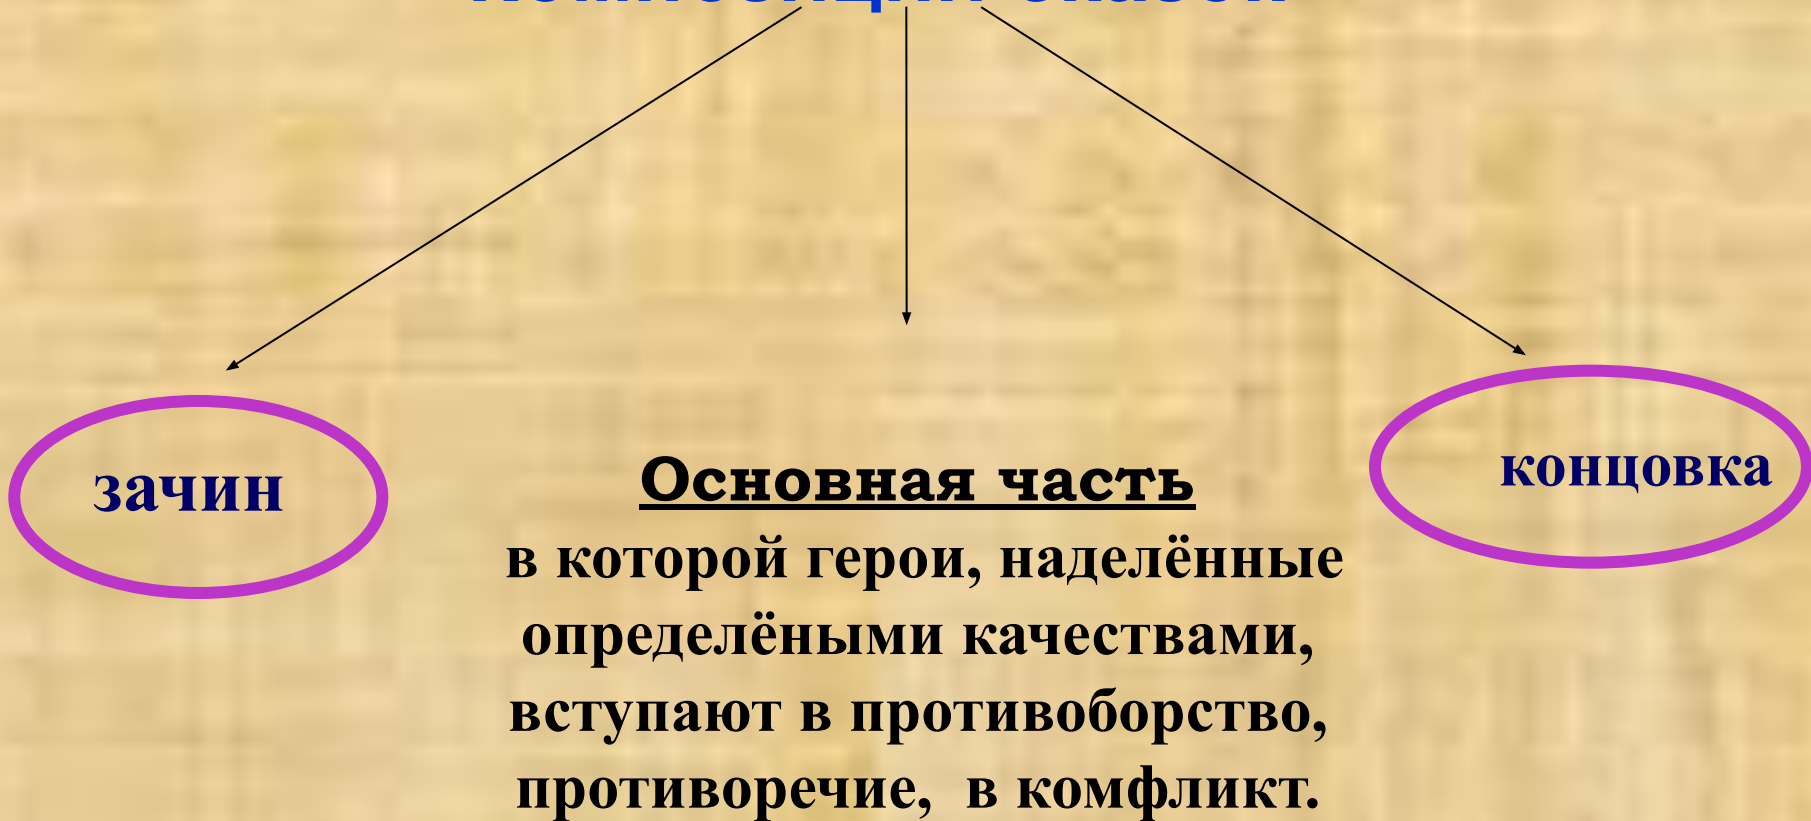 зачин
Основная часть
в которой герои, наделённые
определёными качествами,
вступают в противоборство,
противоречие, в комфликт.
концовка